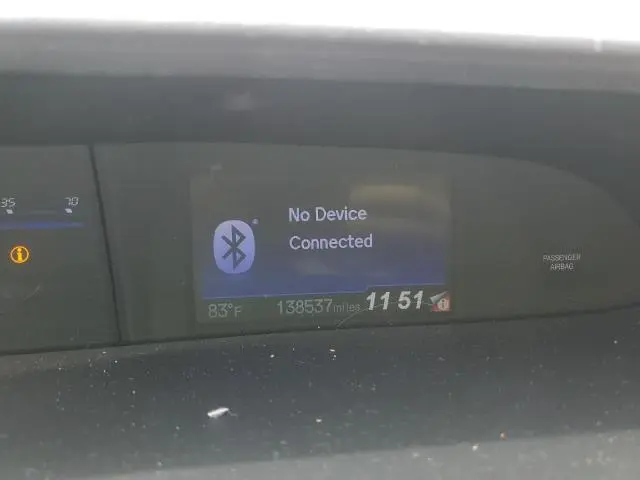 35 70
No Device
Connected
PASSENGER
AIRBAG
83°F 138537 miles 11 51